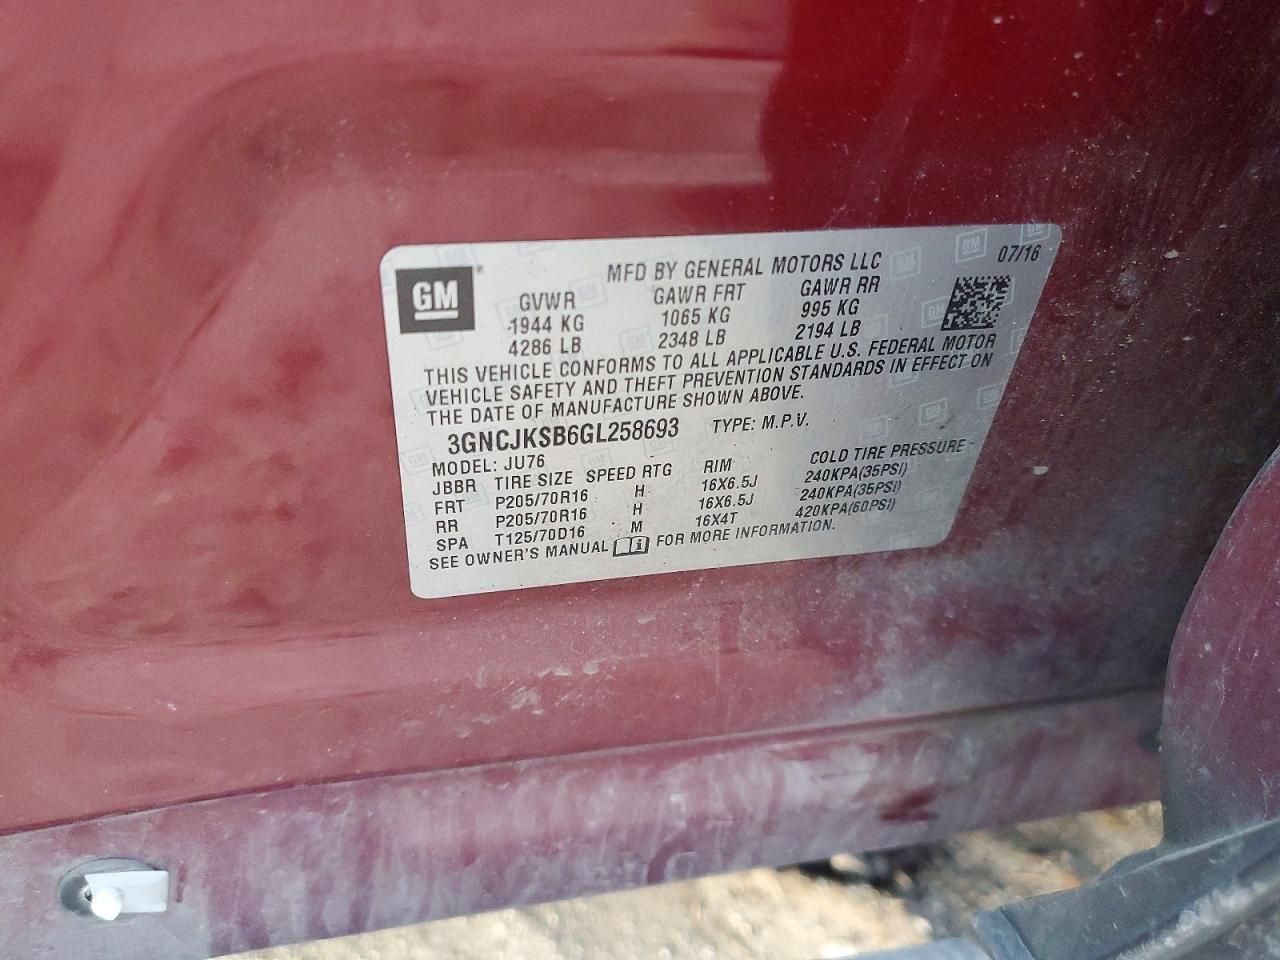 MFD BY GENERAL MOTORS LLC 07/16
GM GVWR GAWR FRT GAWR RR
1944 KG 1065 KG 995 KG
4286 LB 2348 LB 2194 LB
THIS VEHICLE CONFORMS TO ALL APPLICABLE U.S. FEDERAL MOTOR
VEHICLE SAFETY AND THEFT PREVENTION STANDARDS IN EFFECT ON
THE DATE OF MANUFACTURE SHOWN ABOVE.
3GNCJKSB6GL258693 TYPE: M.P.V.
MODEL: JU76
JBBR TIRE SIZE SPEED RTG RIM COLD TIRE PRESSURE
FRT P205/70R16 H 16X6.5J 240KPA(35PSI)
RR P205/70R16 H 16X6.5J 240KPA(35PSI)
SPA T125/70D16 M 16X4T 420KPA(60PSI)
SEE OWNER'S MANUAL FOR MORE INFORMATION.